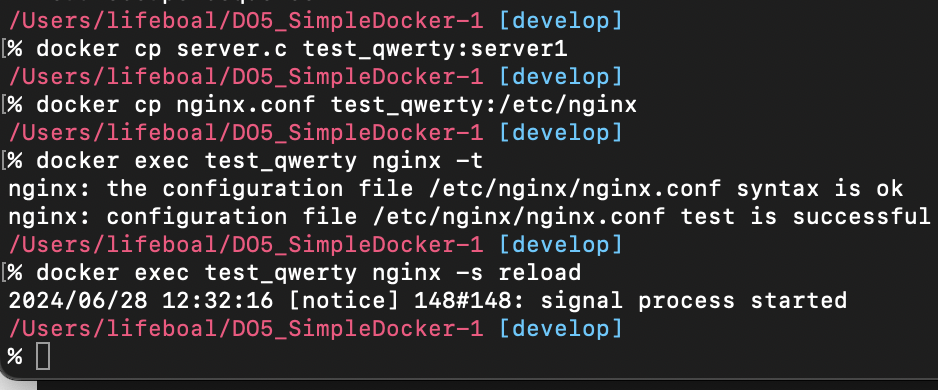 /Users/lifeboal/DO5_SimpleDocker-1 [develop]
[% docker cp server.c test_qwerty:server1
/Users/lifeboal/DO5_SimpleDocker-1 [develop]
[% docker cp nginx.conf test_qwerty:/etc/nginx
/Users/lifeboal/DO5_SimpleDocker-1 [develop]
[% docker exec test_qwerty nginx -t
nginx: the configuration file /etc/nginx/nginx.conf syntax is ok
nginx: configuration file /etc/nginx/nginx.conf test is successful
/Users/lifeboal/DO5_SimpleDocker-1 [develop]
[% docker exec test_qwerty nginx -s reload
2024/06/28 12:32:16 [notice] 148#148: signal process started
/Users/lifeboal/DO5_SimpleDocker-1 [develop]
%